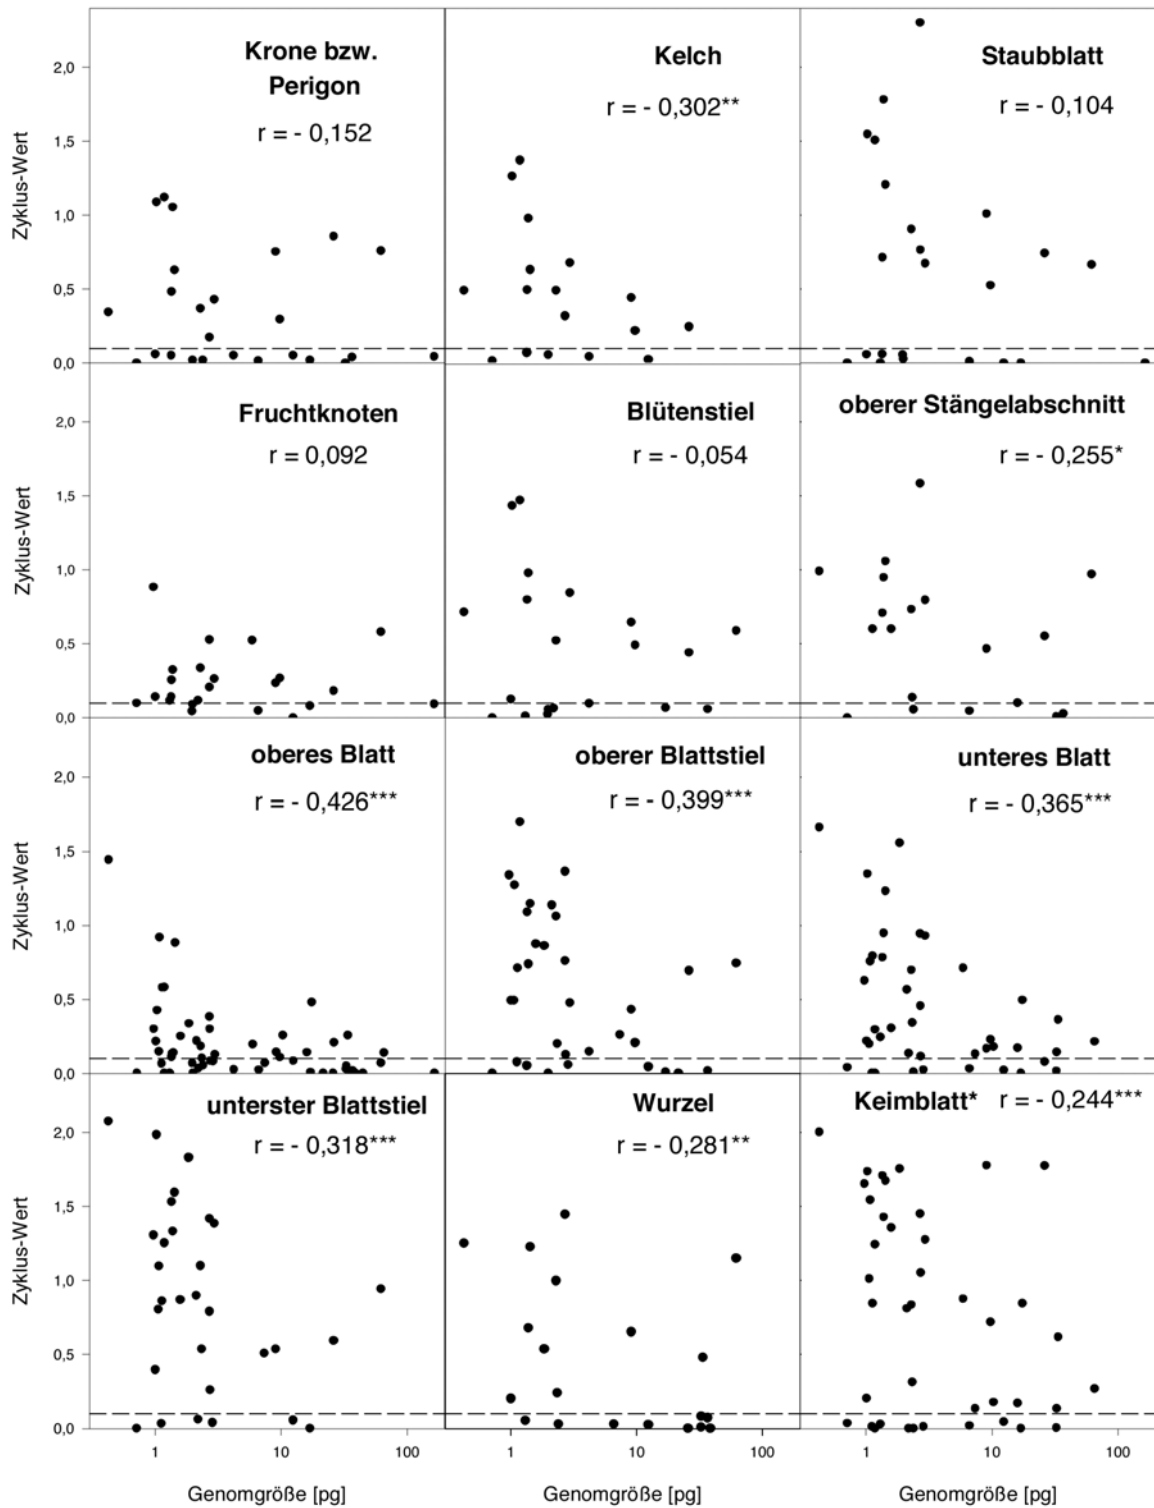 Krone bzw.
Perigon
r = - 0,152
Kelch
r = - 0,302**
Staubblatt
r = - 0,104
Zyklus-Wert
2,0
1,5
1,0
0,5
0,0
Fruchtknoten
r = 0,092
Blütenstiel
r = - 0,054
oberer Stängelabschnitt
r = - 0,255*
Zyklus-Wert
2,0
1,5
1,0
0,5
0,0
oberes Blatt
r = - 0,426***
oberer Blattstiel
r = - 0,399***
unteres Blatt
r = - 0,365***
Zyklus-Wert
2,0
1,5
1,0
0,5
0,0
unterster Blattstiel
r = - 0,318***
Wurzel
r = - 0,281**
Keimblatt* r = - 0,244***
Zyklus-Wert
2,0
1,5
1,0
0,5
0,0
1 10 100
1 10 100
1 10 100
Genomgröße [pg]
Genomgröße [pg]
Genomgröße [pg]